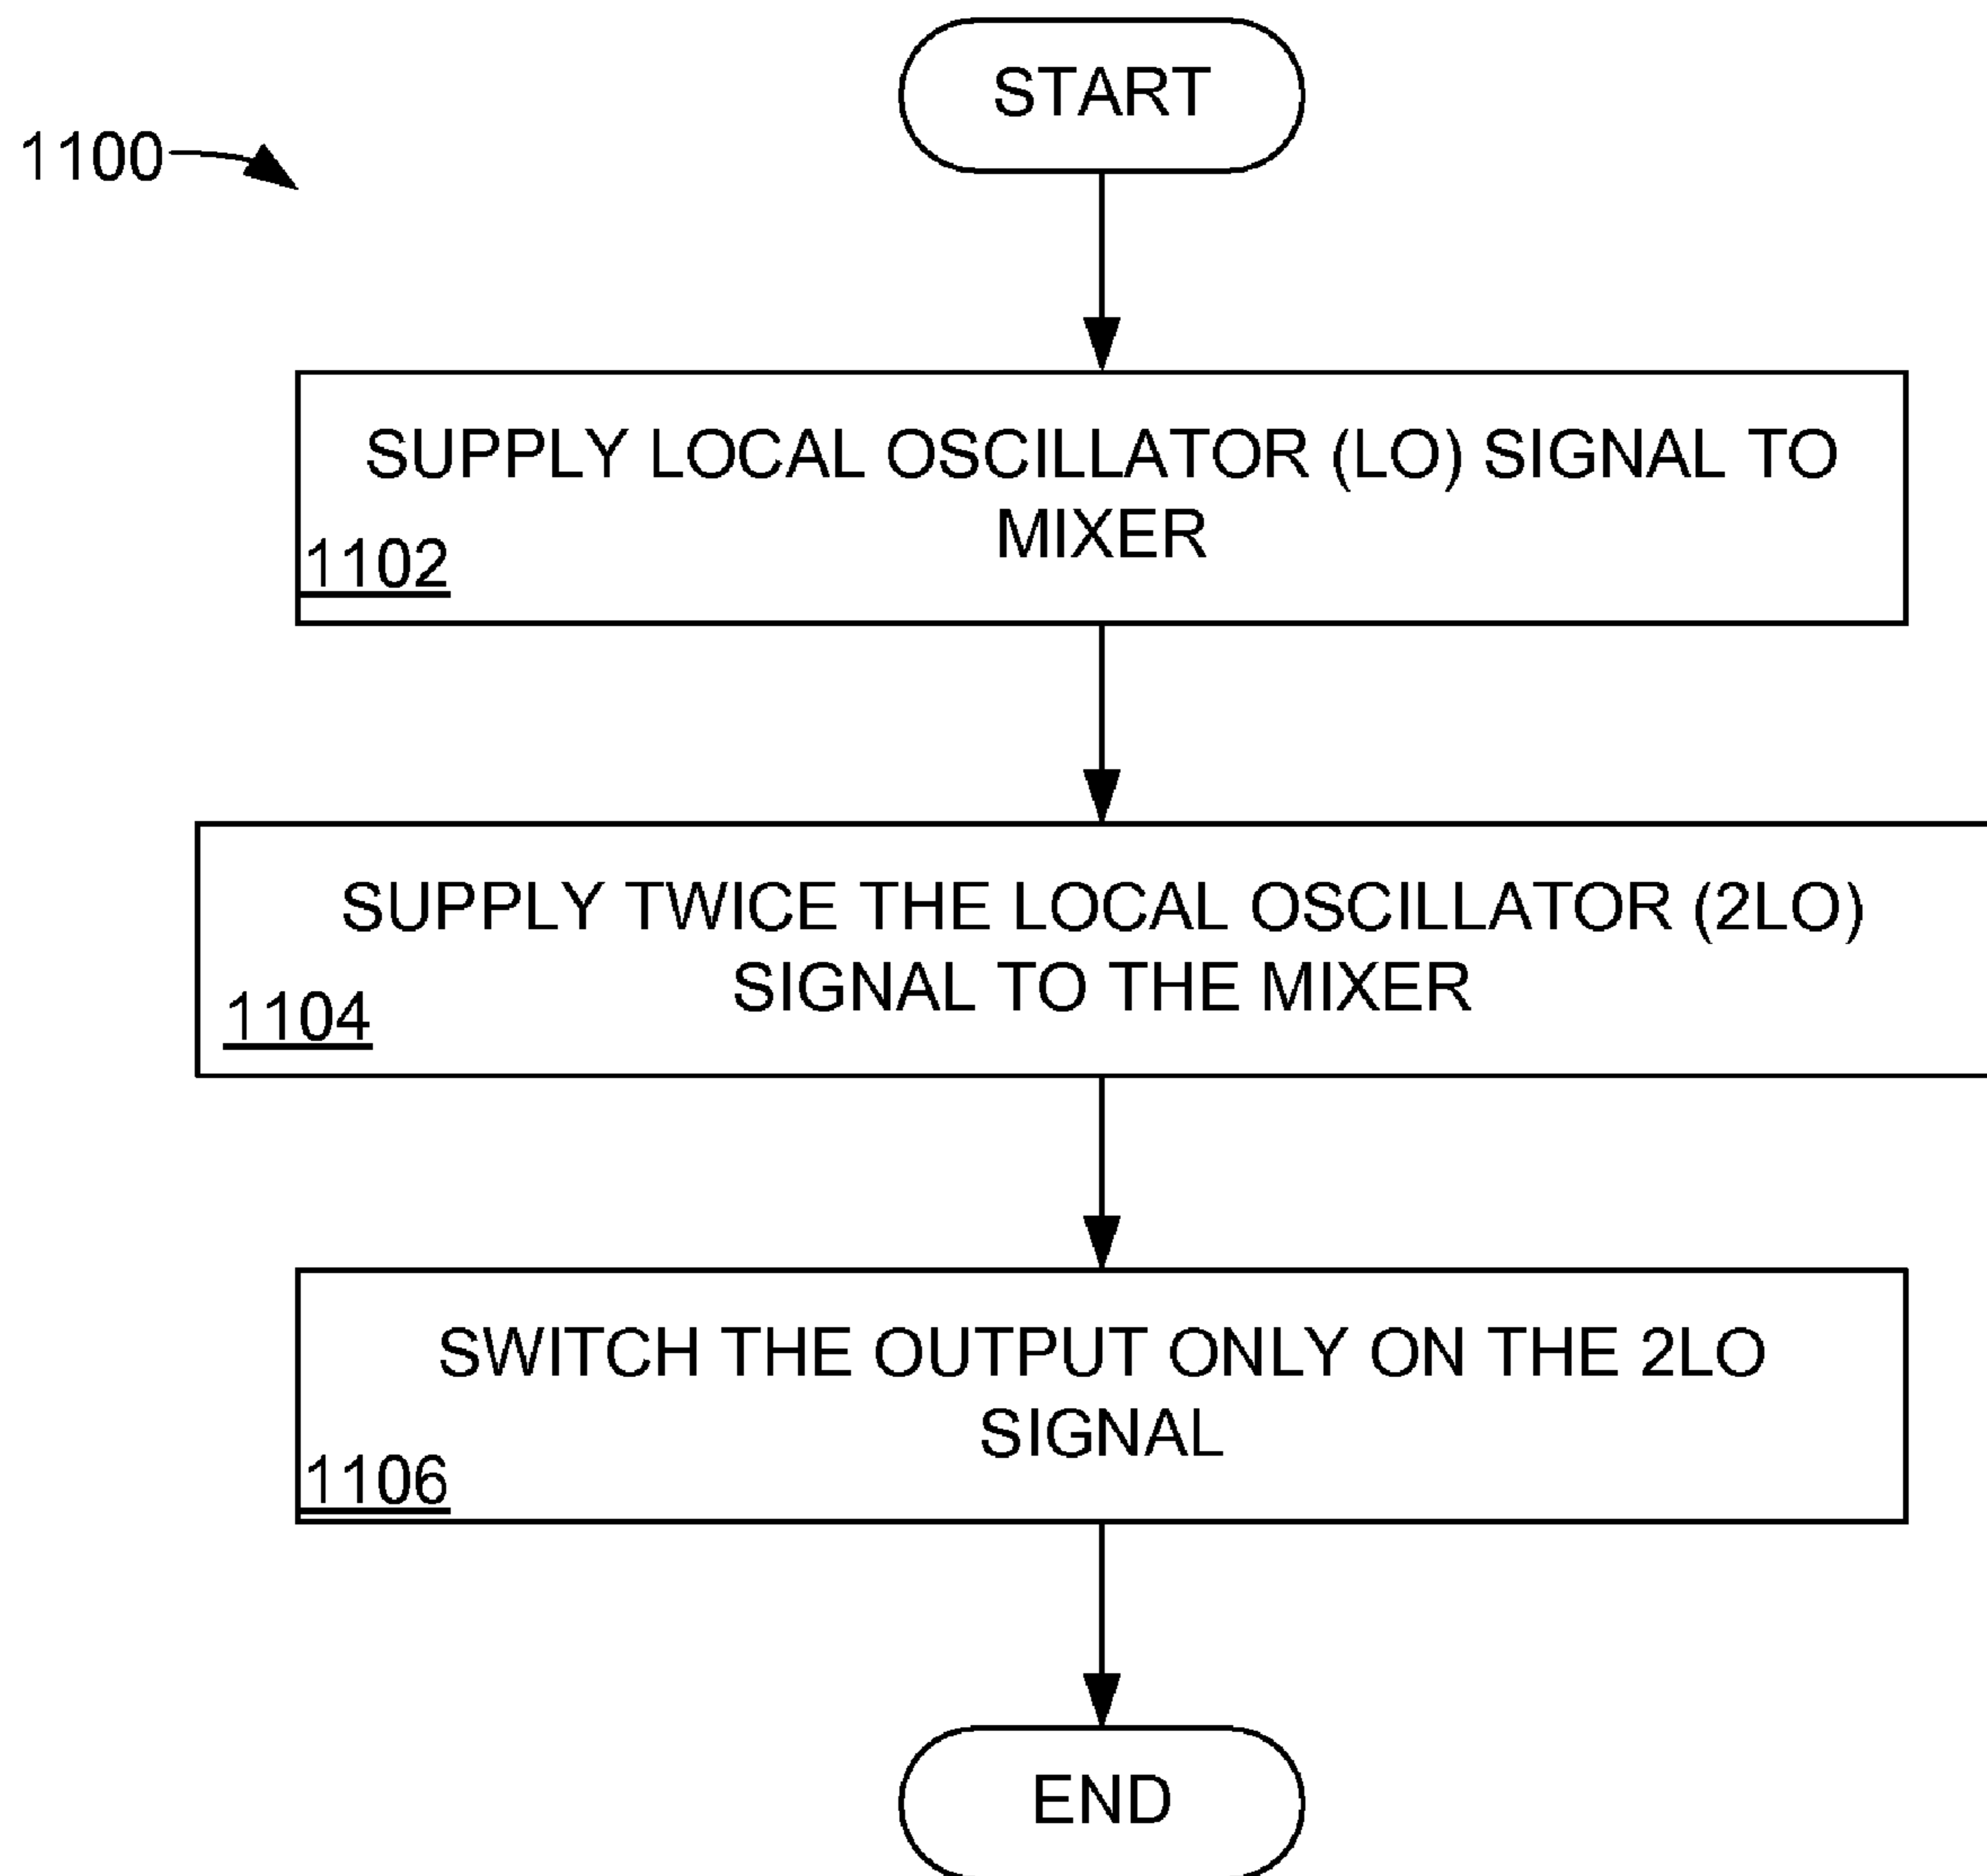 START
1100
SUPPLY LOCAL OSCILLATOR (LO) SIGNAL TO
MIXER
1102
SUPPLY TWICE THE LOCAL OSCILLATOR (2LO)
SIGNAL TO THE MIXER
1104
SWITCH THE OUTPUT ONLY ON THE 2LO
SIGNAL
1106
END